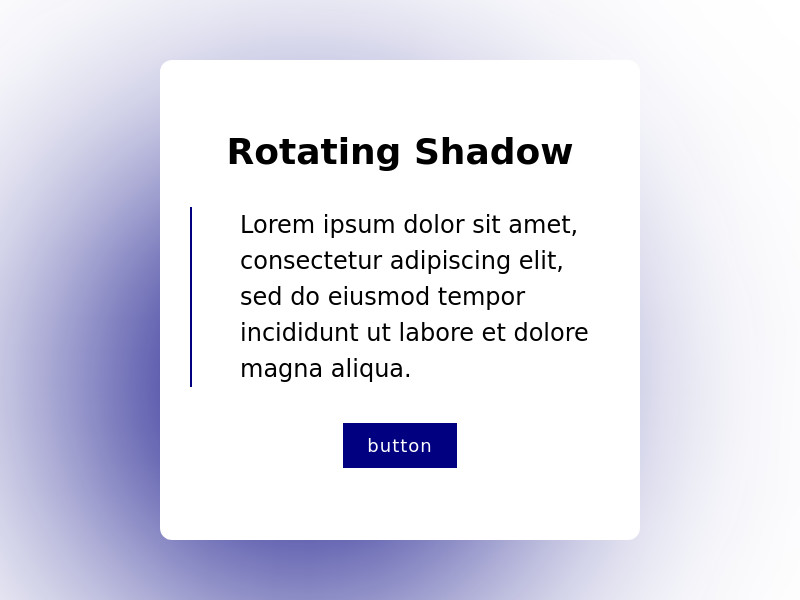 Rotating Shadow
Lorem ipsum dolor sit amet,
consectetur adipiscing elit,
sed do eiusmod tempor
incididunt ut labore et dolore
magna aliqua.
button